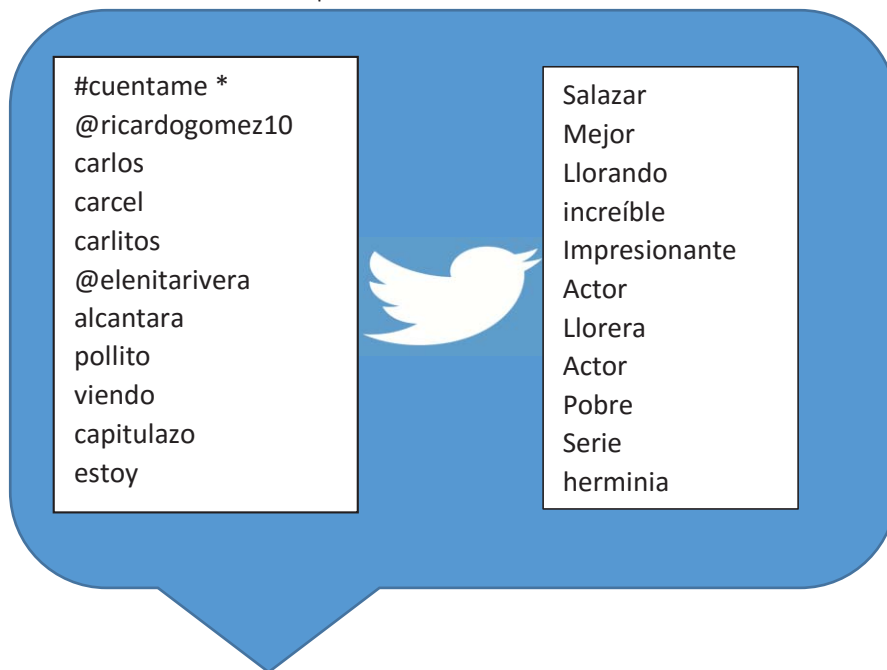 #cuentame *
@ricardogomez10
carlos
carcel
carlitos
@elenitarivera
alcantara
pollito
viendo
capitulazo
estoy
Salazar
Mejor
Llorando
increíble
Impresionante
Actor
Llorera
Actor
Pobre
Serie
herminia